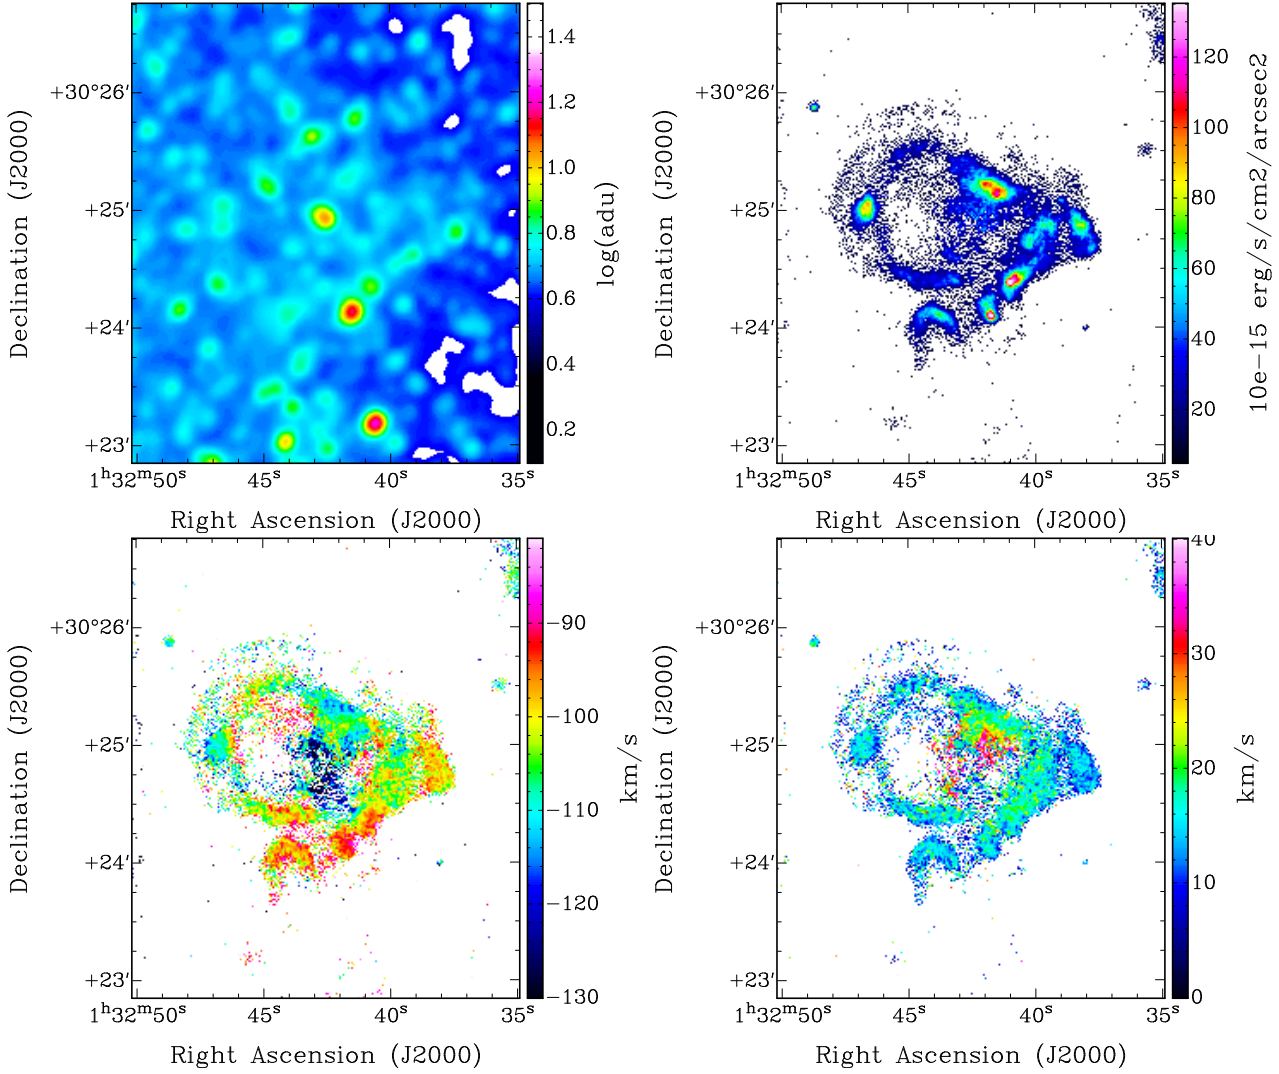 1.4
1.2
1.0
0.8
0.6
0.4
0.2
log(adu)
+30°26′
+25′
+24′
+23′
Declination (J2000)
1ʰ32ᵐ50ˢ 45ˢ 40ˢ 35ˢ
Right Ascension (J2000)
120
100
80
60
40
20
10e−15 erg/s/cm2/arcsec2
+30°26′
+25′
+24′
+23′
Declination (J2000)
1ʰ32ᵐ50ˢ 45ˢ 40ˢ 35ˢ
Right Ascension (J2000)
−90
−100
−110
−120
−130
km/s
+30°26′
+25′
+24′
+23′
Declination (J2000)
1ʰ32ᵐ50ˢ 45ˢ 40ˢ 35ˢ
Right Ascension (J2000)
40
30
20
10
0
km/s
+30°26′
+25′
+24′
+23′
Declination (J2000)
1ʰ32ᵐ50ˢ 45ˢ 40ˢ 35ˢ
Right Ascension (J2000)